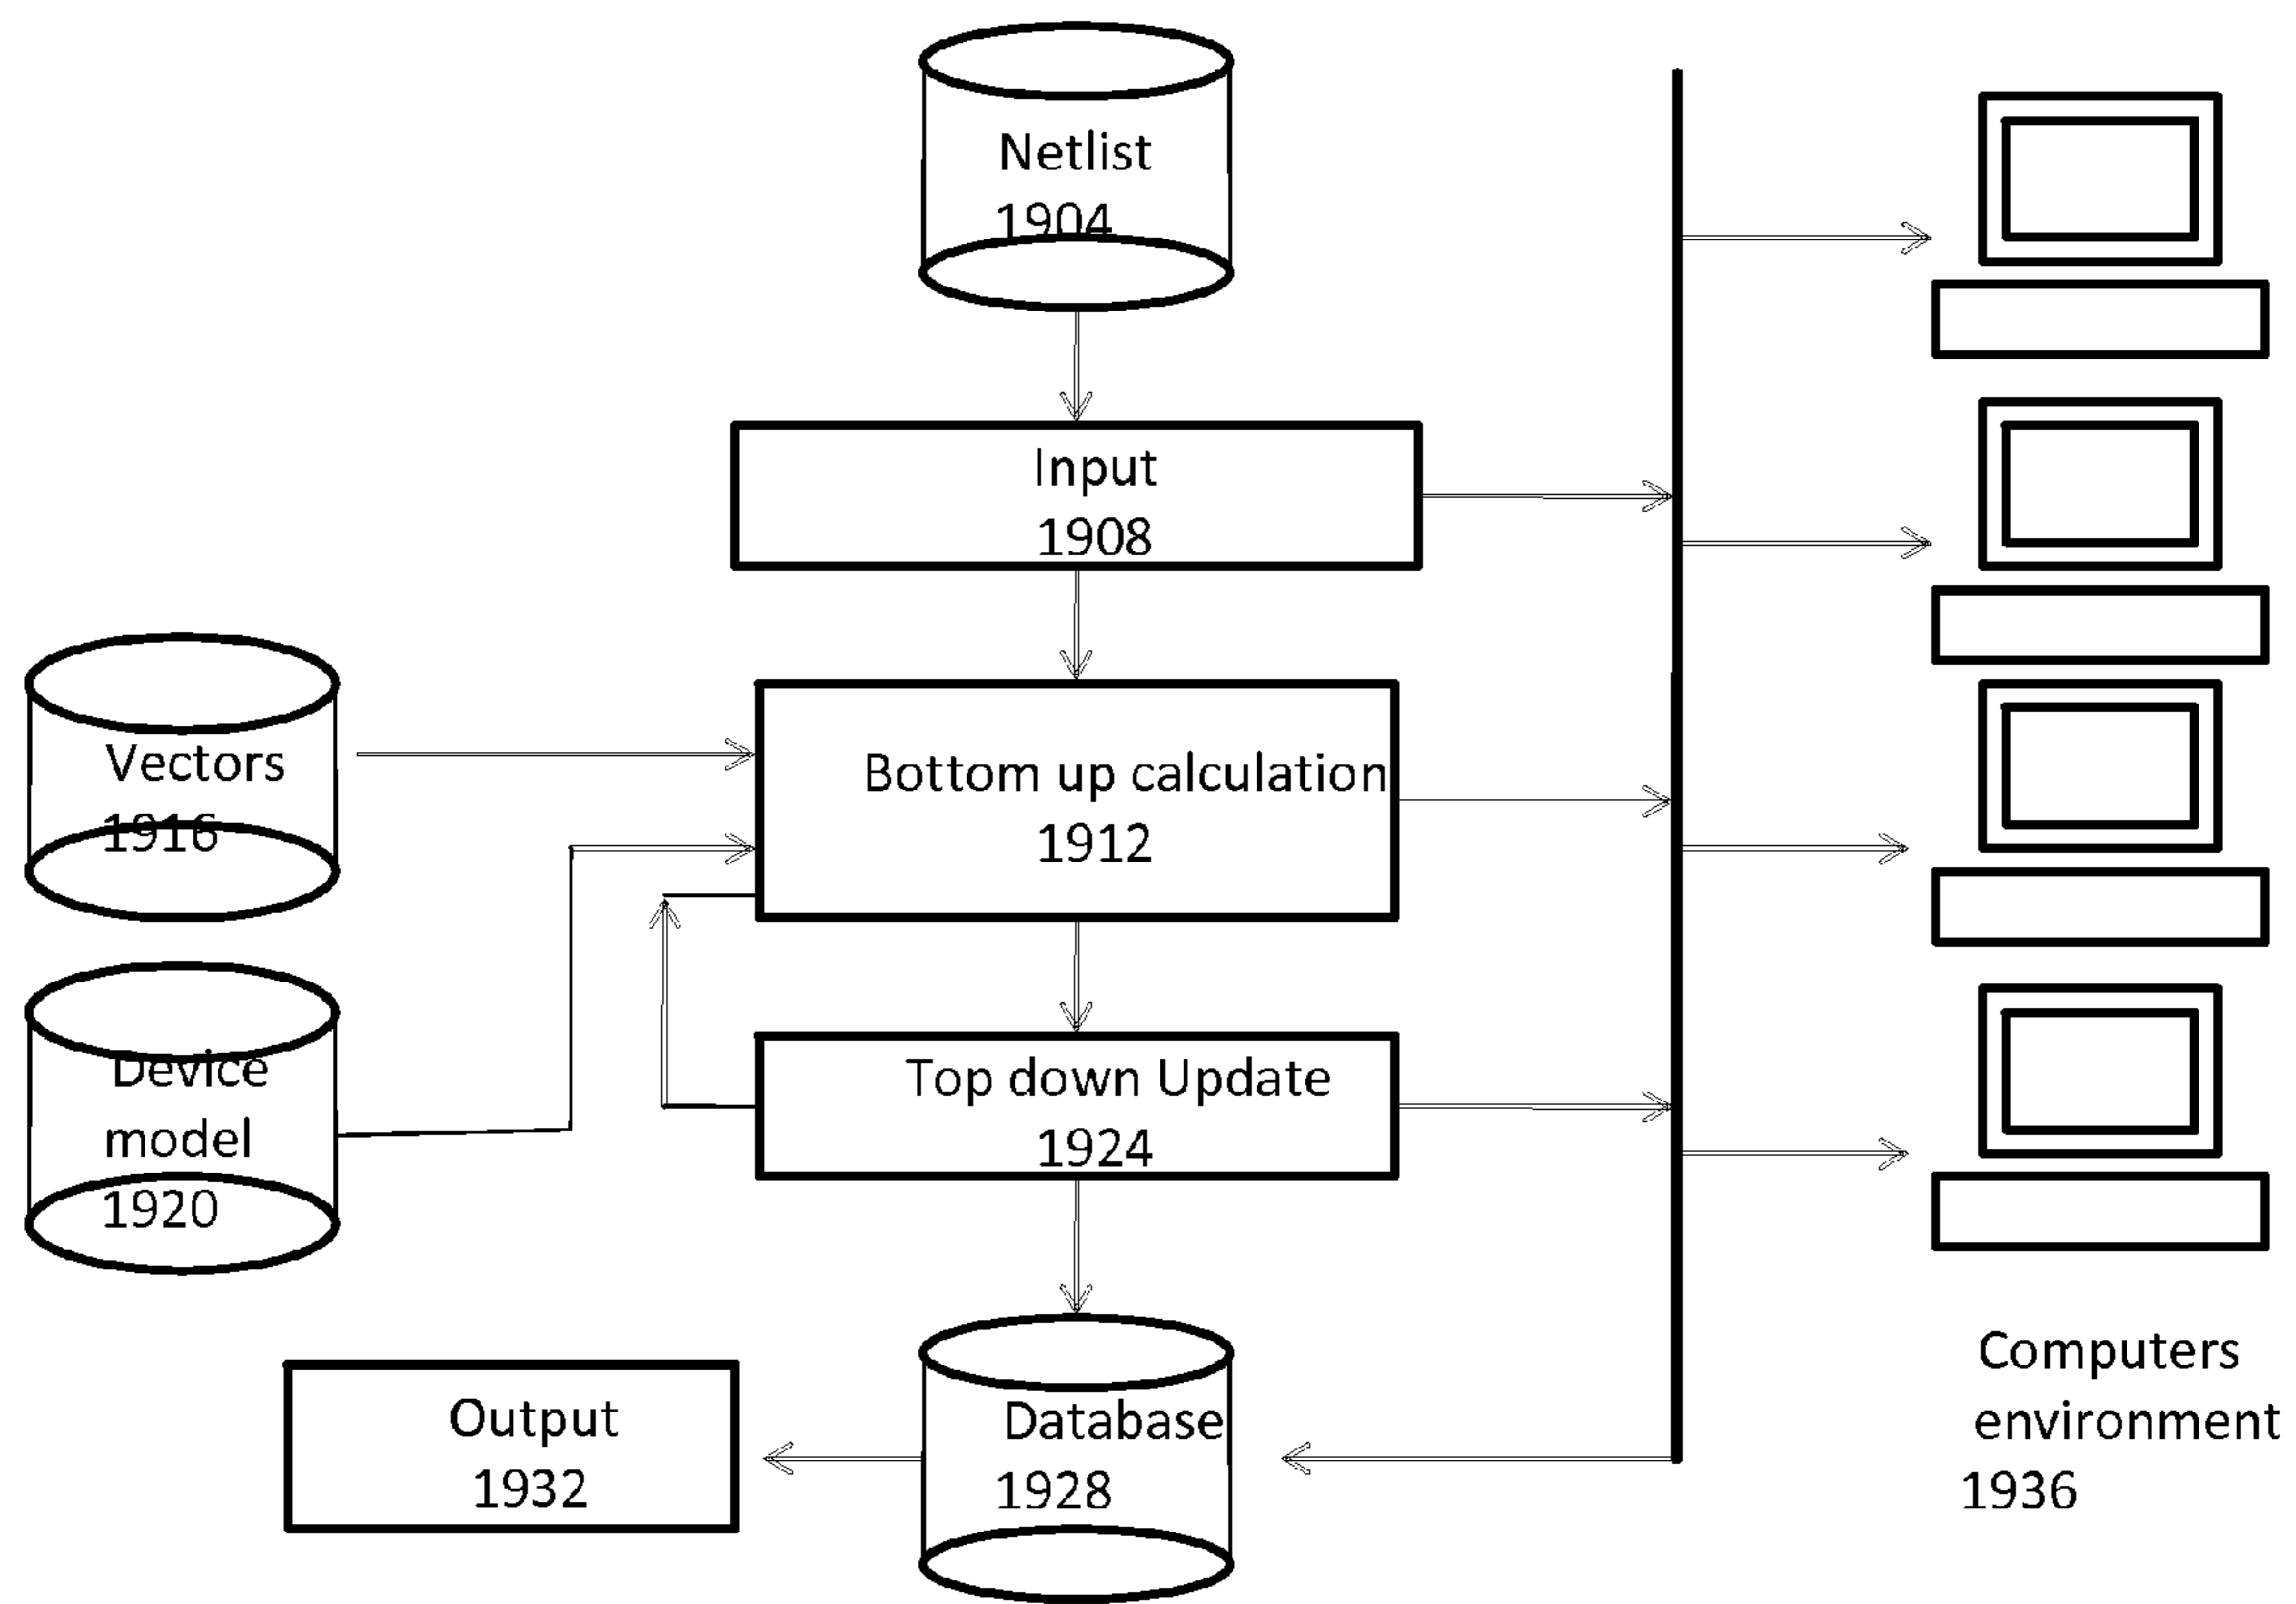 Netlist
1904
Input
1908
Vectors
1916
Bottom up calculation
1912
Device
model
1920
Top down Update
1924
Output
1932
Database
1928
Computers
environment
1936